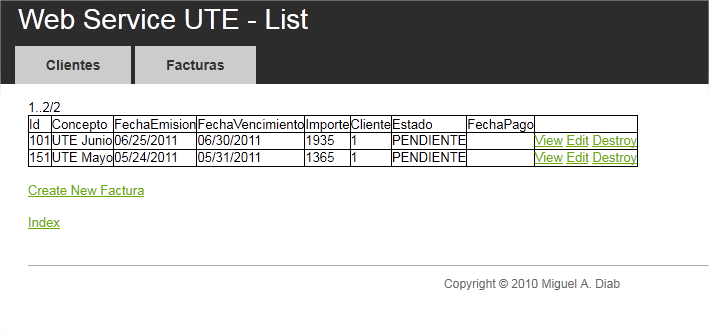 Web Service UTE - List
Clientes Facturas
1..2/2
Id Concepto FechaEmision FechaVencimiento Importe Cliente Estado FechaPago
101 UTE Junio 06/25/2011 06/30/2011 1935 1 PENDIENTE View Edit Destroy
151 UTE Mayo 05/24/2011 05/31/2011 1365 1 PENDIENTE View Edit Destroy
Create New Factura
Index
Copyright © 2010 Miguel A. Diab